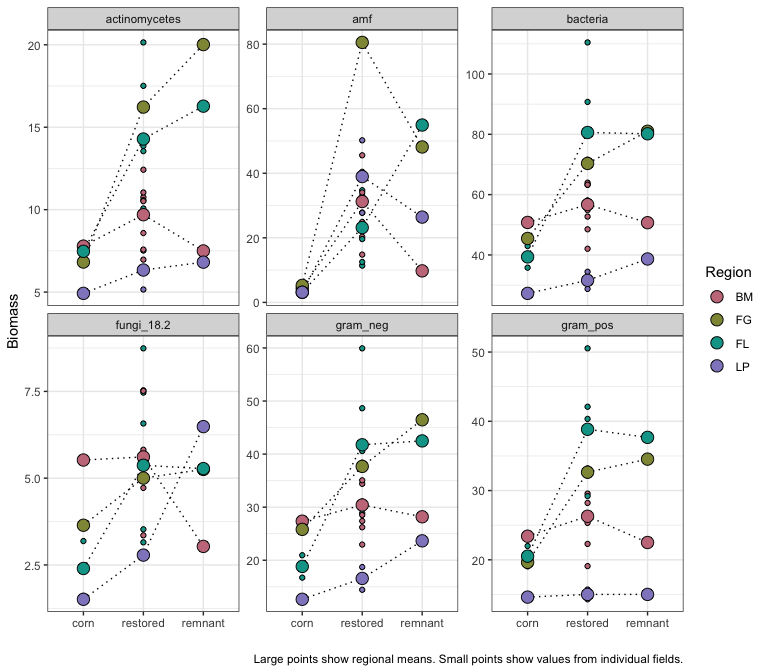 actinomycetes amf bacteria
20
15
10
5
80
60
40
20
0
100
80
60
40
Biomass
Region
BM
FG
FL
LP
fungi_18.2 gram_neg gram_pos
7.5
5.0
2.5
60
50
40
30
20
50
40
30
20
corn restored remnant corn restored remnant corn restored remnant
Large points show regional means. Small points show values from individual fields.